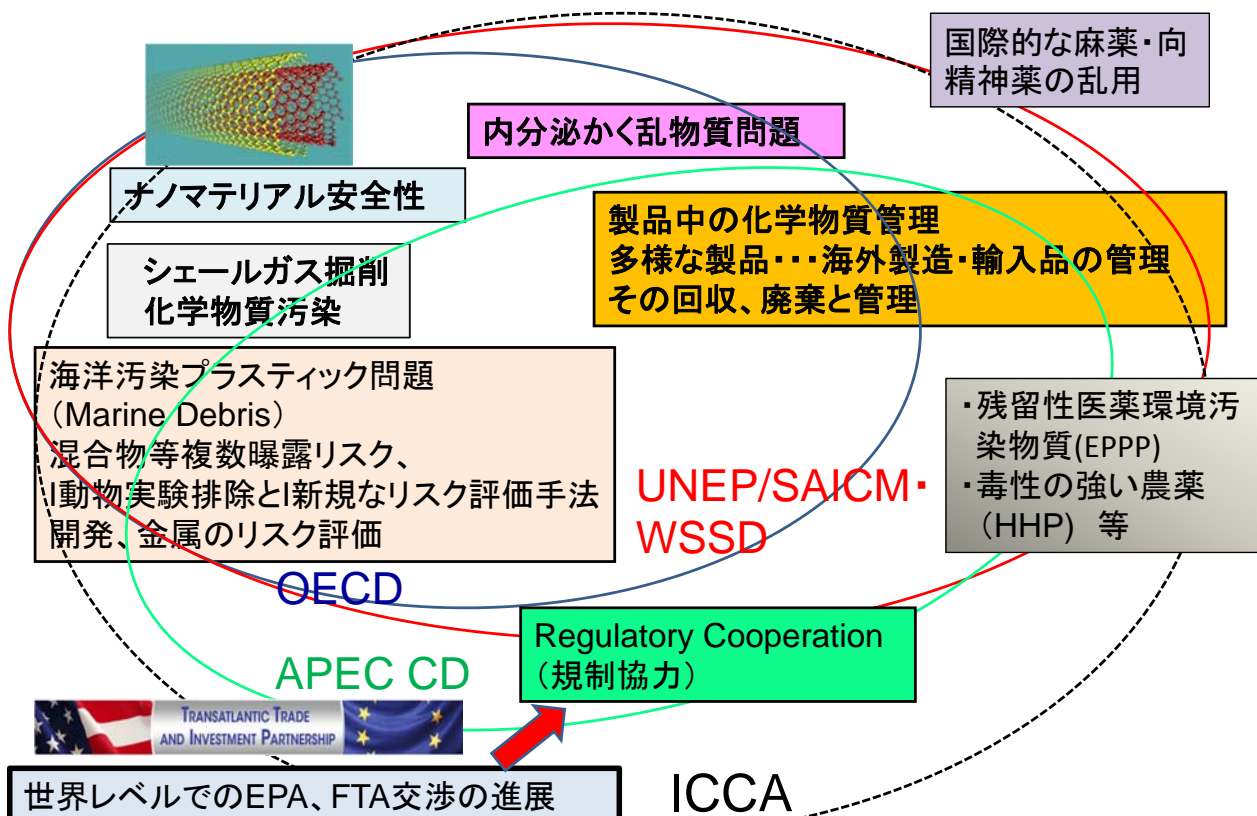 国際的な麻薬・向
精神薬の乱用
内分泌かく乱物質問題
ナノマテリアル安全性
製品中の化学物質管理
多様な製品・・・海外製造・輸入品の管理
その回収、廃棄と管理
シェールガス掘削
化学物質汚染
海洋汚染プラスティック問題
（Marine Debris）
混合物等複数曝露リスク、
I動物実験排除とI新規なリスク評価手法
開発、金属のリスク評価
・残留性医薬環境汚
染物質(EPPP)
・毒性の強い農薬
（HHP) 等
UNEP/SAICM・
WSSD
OECD
Regulatory Cooperation
（規制協力）
APEC CD
TRANSATLANTIC TRADE
AND INVESTMENT PARTNERSHIP
世界レベルでのEPA、FTA交渉の進展
ICCA